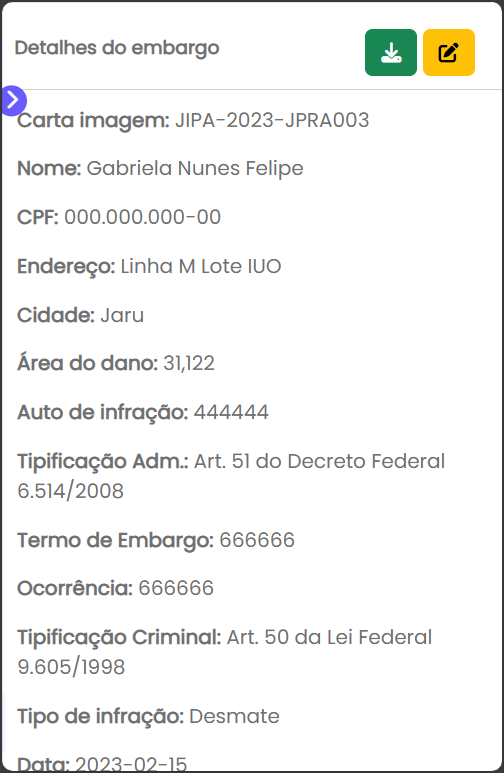 Detalhes do embargo
Carta imagem: JIPA-2023-JPRA003
Nome: Gabriela Nunes Felipe
CPF: 000.000.000-00
Endereço: Linha M Lote IUO
Cidade: Jaru
Área do dano: 31,122
Auto de infração: 444444
Tipificação Adm.: Art. 51 do Decreto Federal
6.514/2008
Termo de Embargo: 666666
Ocorrência: 666666
Tipificação Criminal: Art. 50 da Lei Federal
9.605/1998
Tipo de infração: Desmate
Data: 2023-02-15